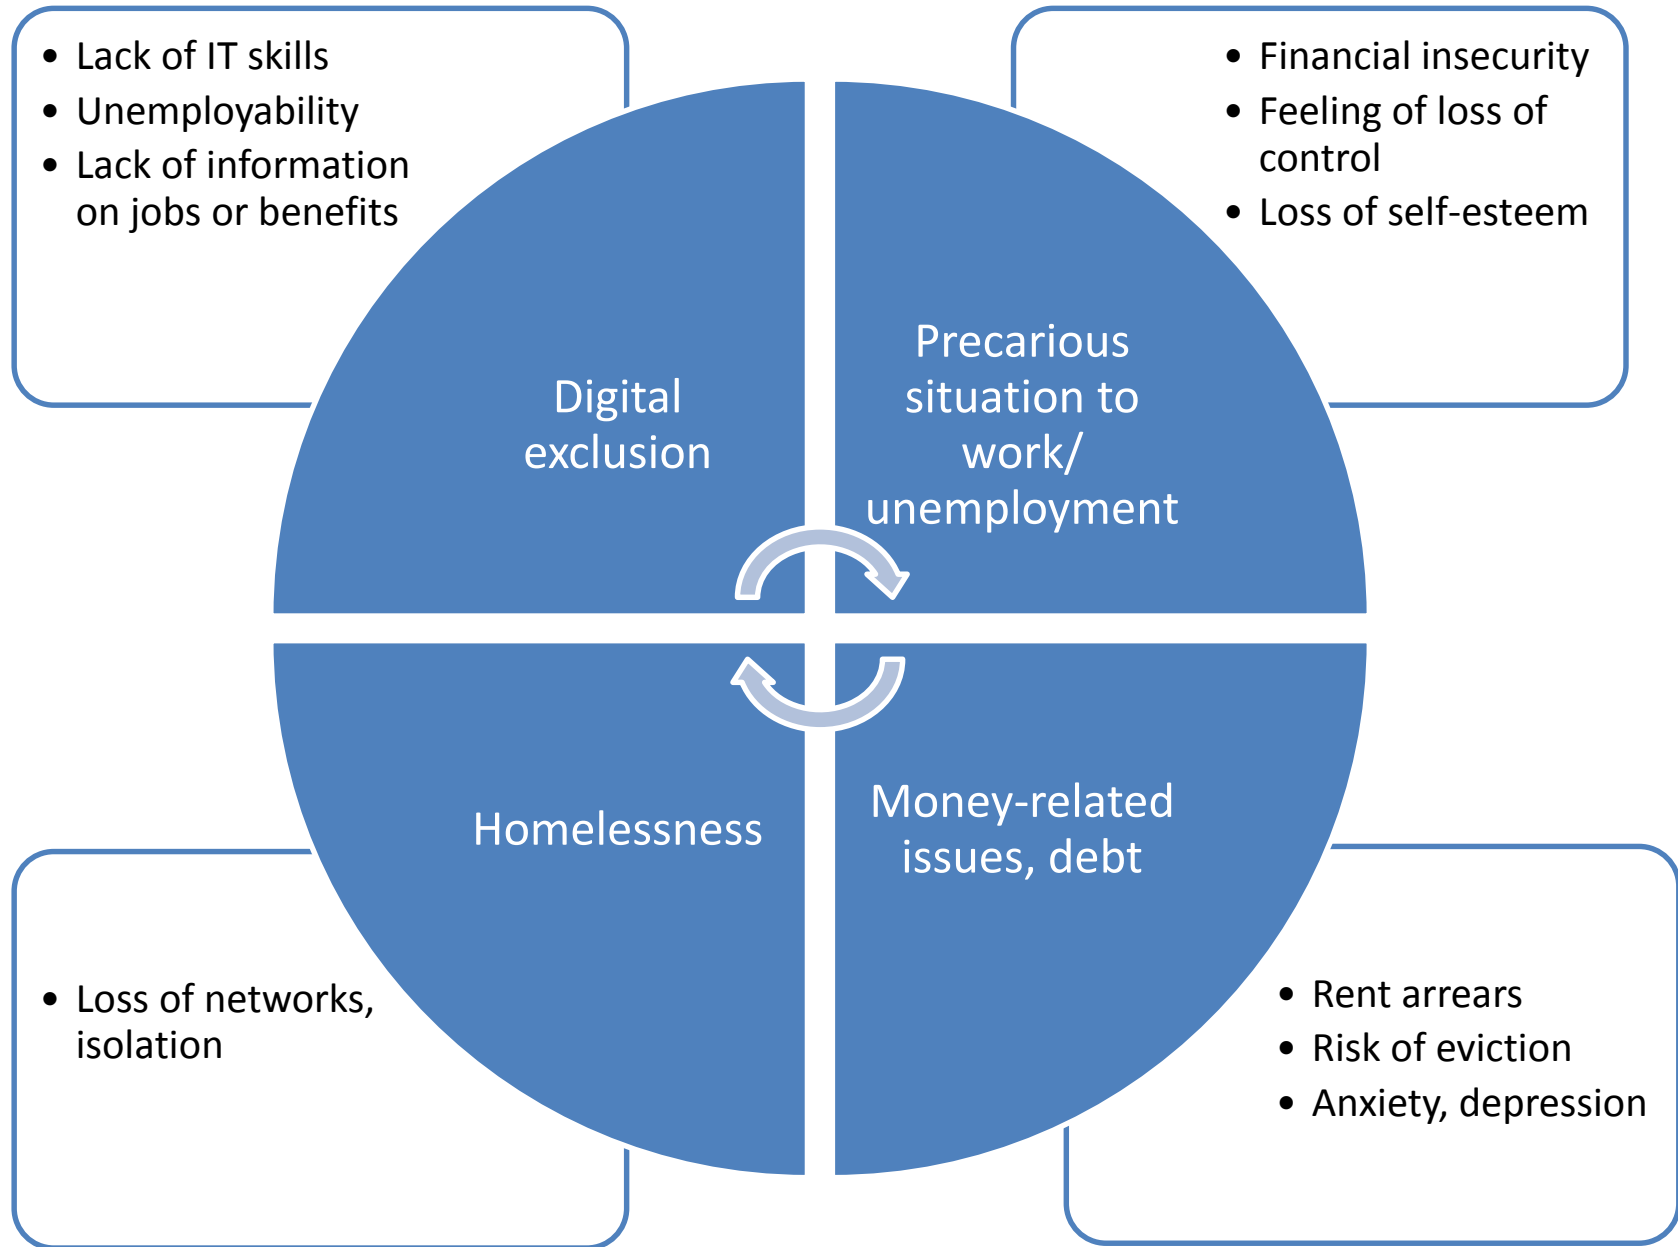 • Lack of IT skills
• Unemployability
• Lack of information
on jobs or benefits
• Financial insecurity
• Feeling of loss of
control
• Loss of self-esteem
Digital
exclusion
Precarious
situation to
work/
unemployment
Homelessness
Money-related
issues, debt
• Loss of networks,
isolation
• Rent arrears
• Risk of eviction
• Anxiety, depression